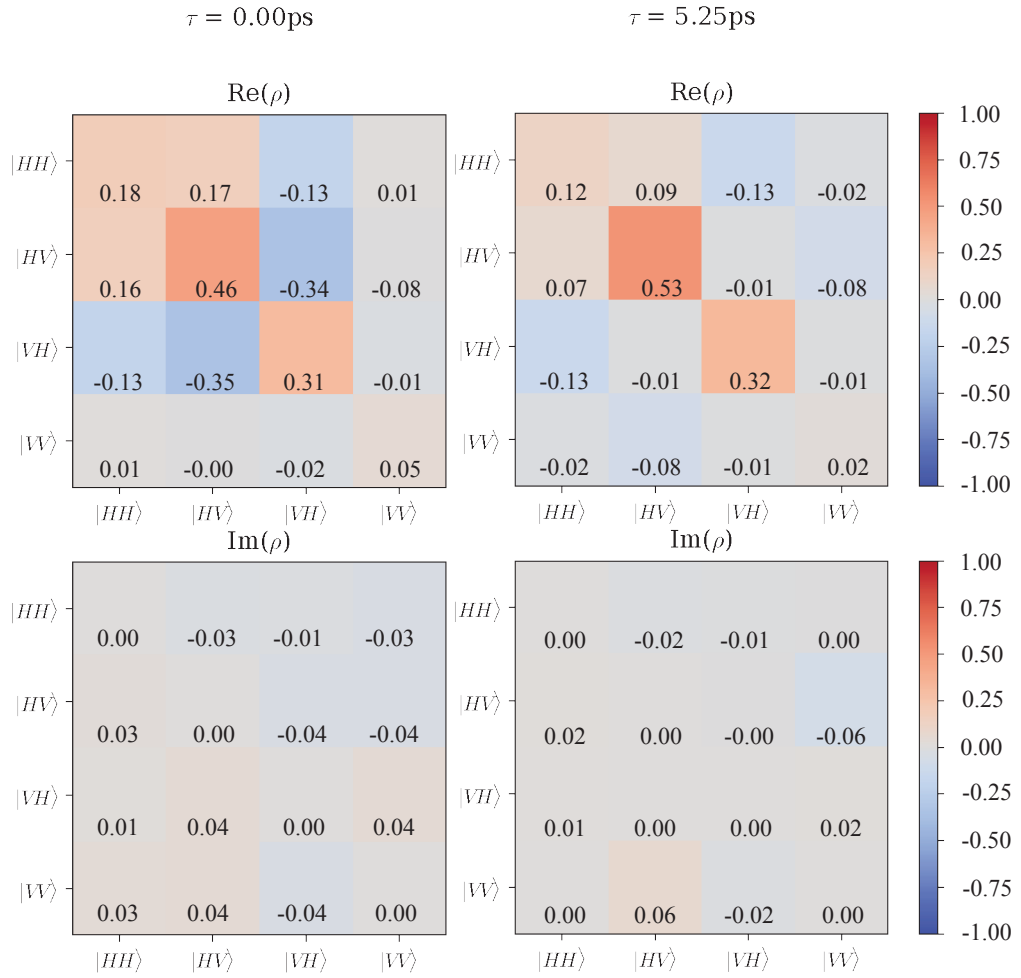 τ = 0.00ps
τ = 5.25ps
Re(ρ)
|HH⟩ 0.18 0.17 -0.13 0.01
|HV⟩ 0.16 0.46 -0.34 -0.08
|VH⟩ -0.13 -0.35 0.31 -0.01
|VV⟩ 0.01 -0.00 -0.02 0.05
|HH⟩ |HV⟩ |VH⟩ |VV⟩
Re(ρ)
|HH⟩ 0.12 0.09 -0.13 -0.02
|HV⟩ 0.07 0.53 -0.01 -0.08
|VH⟩ -0.13 -0.01 0.32 -0.01
|VV⟩ -0.02 -0.08 -0.01 0.02
|HH⟩ |HV⟩ |VH⟩ |VV⟩
1.00
0.75
0.50
0.25
0.00
-0.25
-0.50
-0.75
-1.00
Im(ρ)
|HH⟩ 0.00 -0.03 -0.01 -0.03
|HV⟩ 0.03 0.00 -0.04 -0.04
|VH⟩ 0.01 0.04 0.00 0.04
|VV⟩ 0.03 0.04 -0.04 0.00
|HH⟩ |HV⟩ |VH⟩ |VV⟩
Im(ρ)
|HH⟩ 0.00 -0.02 -0.01 0.00
|HV⟩ 0.02 0.00 -0.00 -0.06
|VH⟩ 0.01 0.00 0.00 0.02
|VV⟩ 0.00 0.06 -0.02 0.00
|HH⟩ |HV⟩ |VH⟩ |VV⟩
1.00
0.75
0.50
0.25
0.00
-0.25
-0.50
-0.75
-1.00